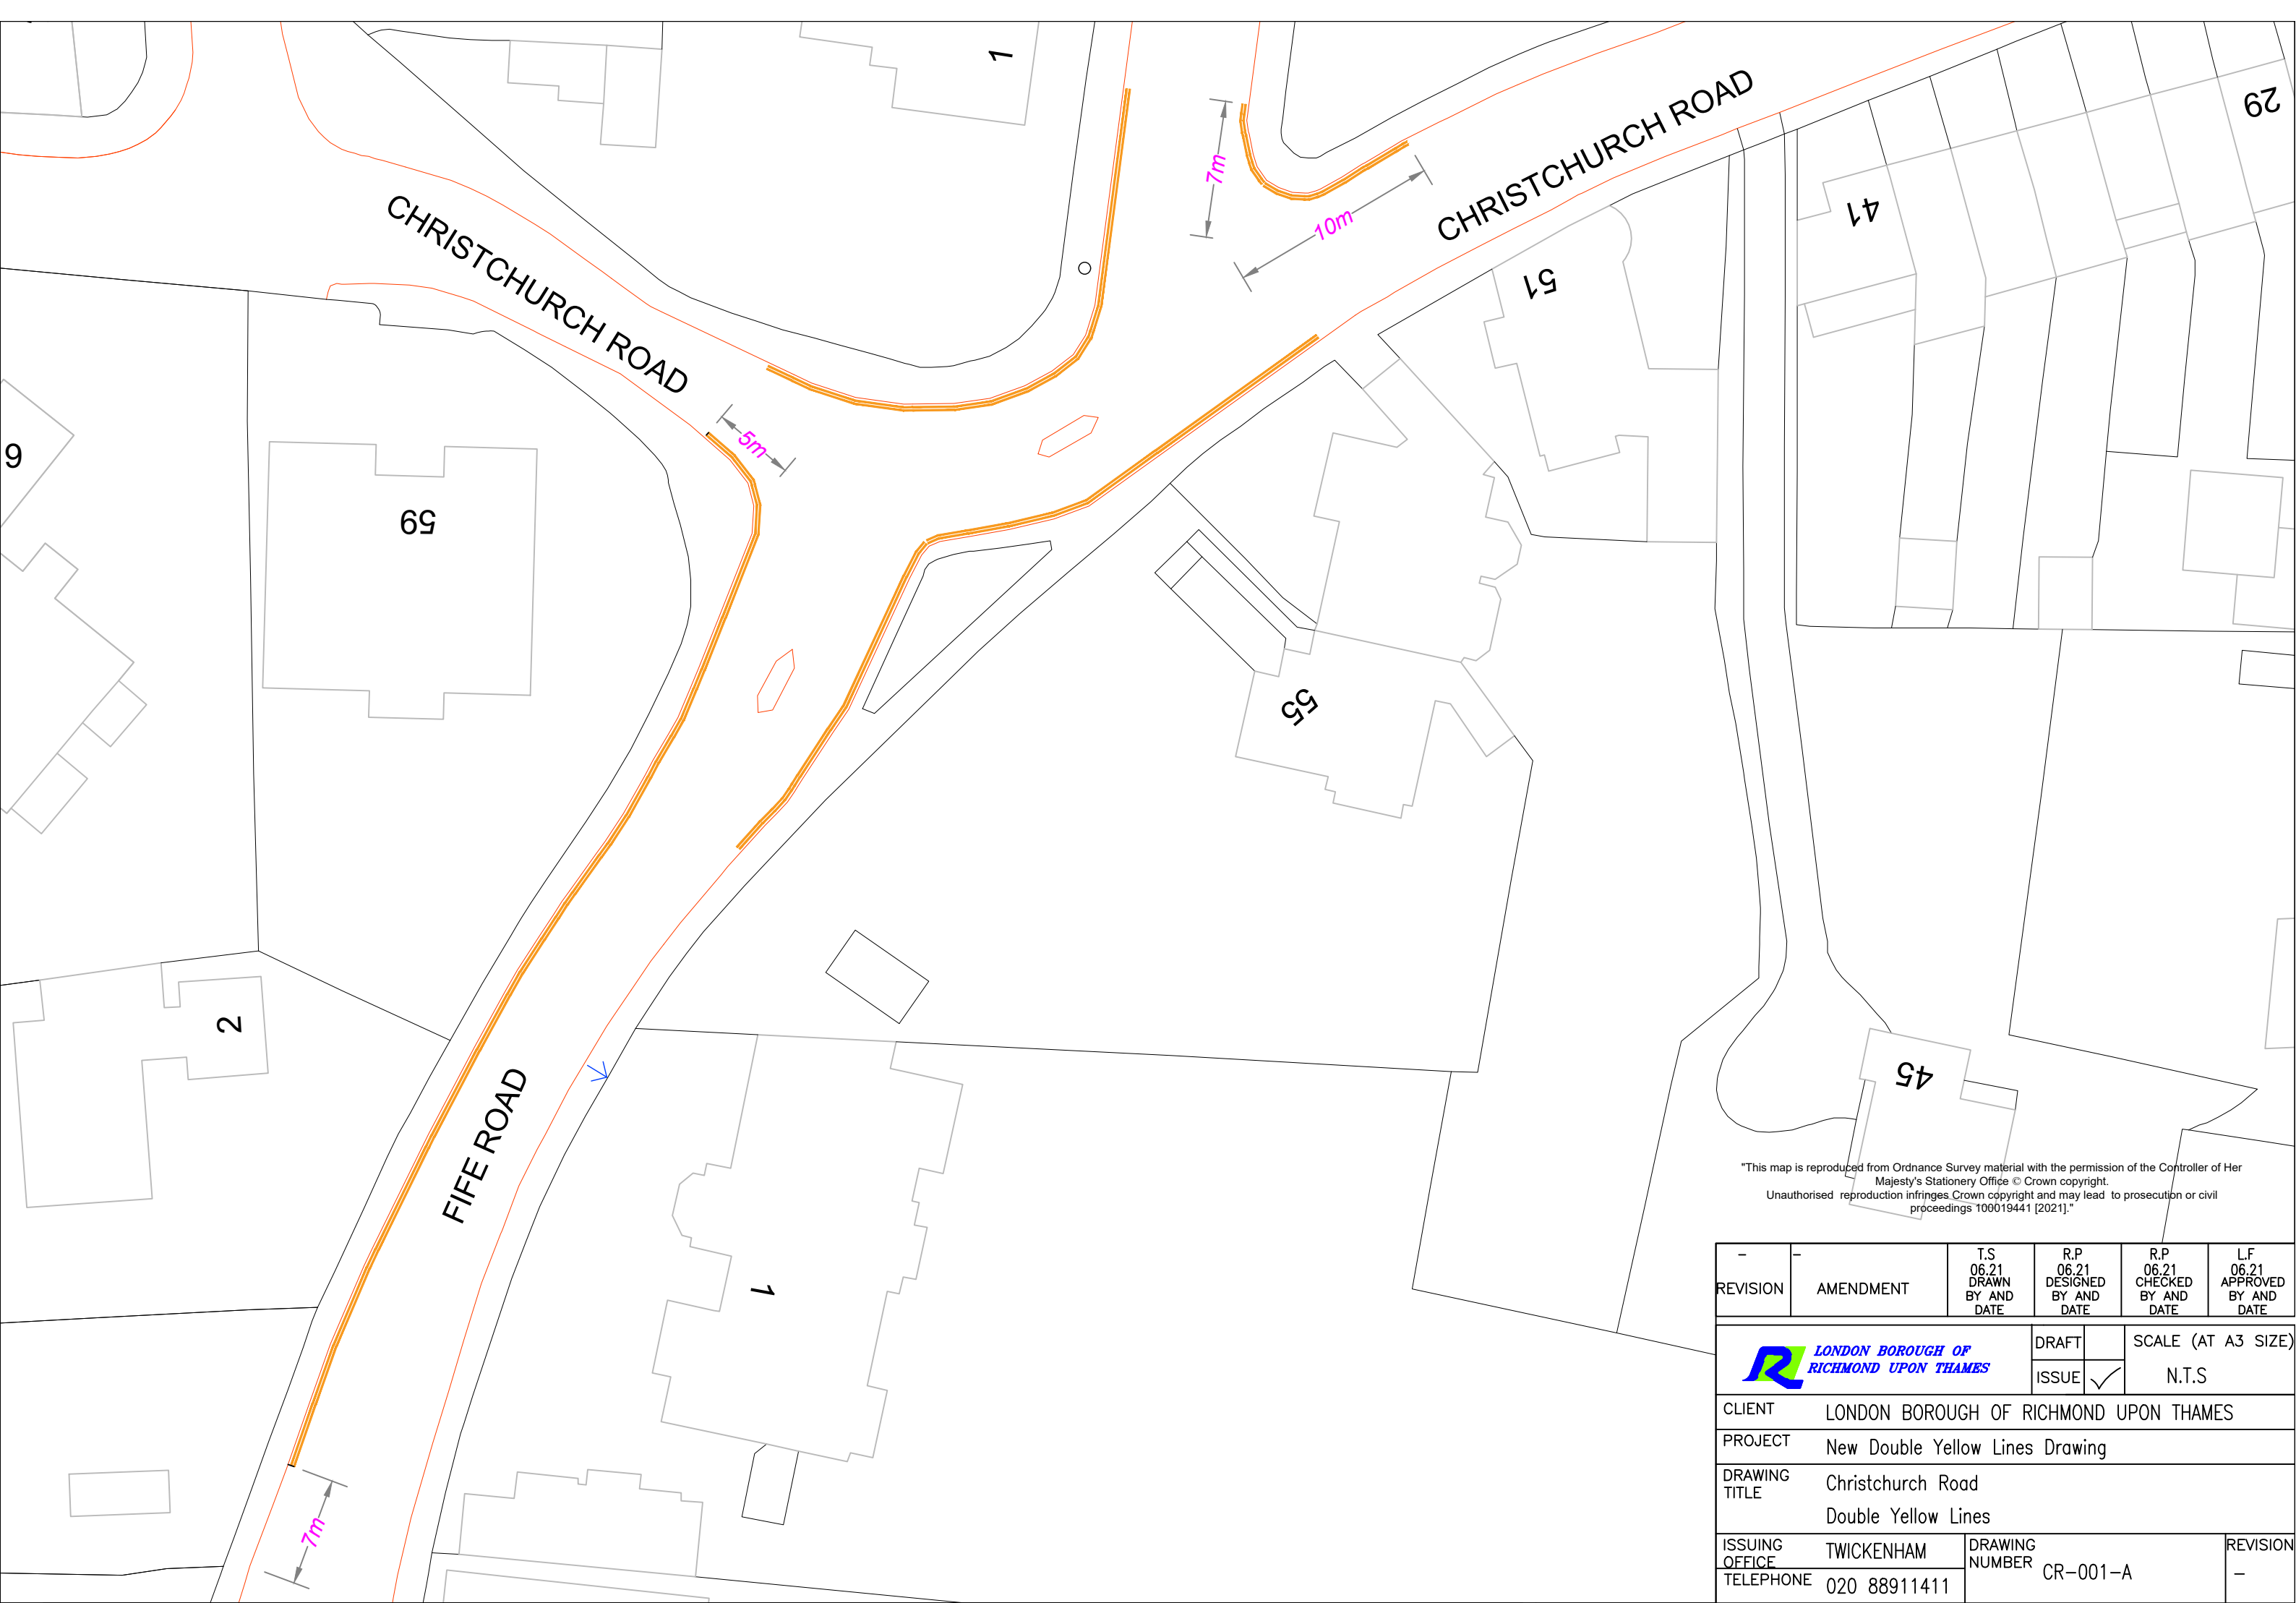 1
29
CHRISTCHURCH ROAD
7m
10m
CHRISTCHURCH ROAD
41
51
5m
9
59
55
2
45
FIFE ROAD
1
7m
"This map is reproduced from Ordnance Survey material with the permission of the Controller of Her
Majesty's Stationery Office © Crown copyright.
Unauthorised reproduction infringes Crown copyright and may lead to prosecution or civil
proceedings 100019441 [2021]."
- - T.S R.P R.P L.F
06.21 06.21 06.21 06.21
REVISION AMENDMENT DRAWN DESIGNED CHECKED APPROVED
BY AND BY AND BY AND BY AND
DATE DATE DATE DATE
LONDON BOROUGH OF
RICHMOND UPON THAMES
DRAFT
ISSUE ✓
SCALE (AT A3 SIZE)
N.T.S
CLIENT LONDON BOROUGH OF RICHMOND UPON THAMES
PROJECT New Double Yellow Lines Drawing
DRAWING
TITLE
Christchurch Road
Double Yellow Lines
ISSUING
OFFICE
TWICKENHAM
TELEPHONE 020 88911411
DRAWING
NUMBER CR-001-A
REVISION
-